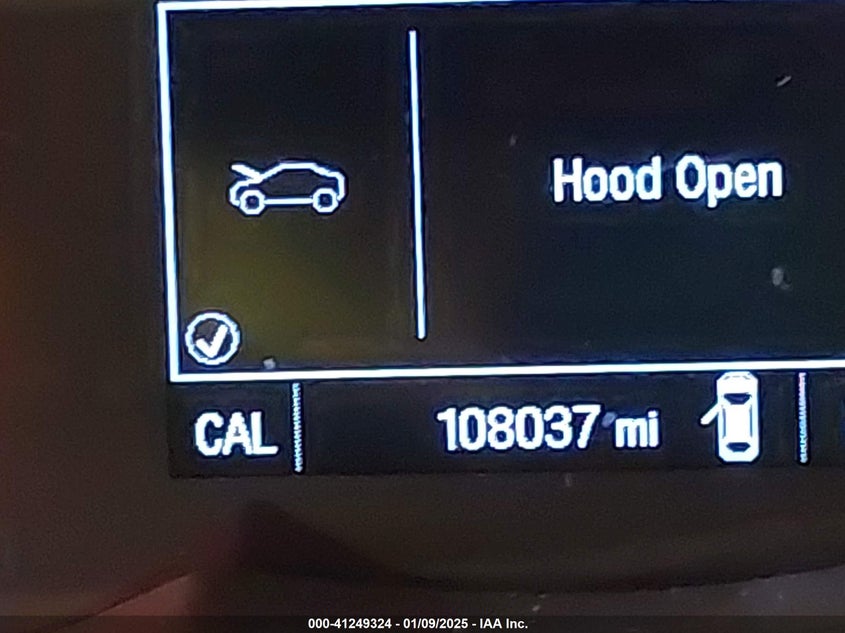 Hood Open
CAL 108037 mi
000-41249324 - 01/09/2025 - IAA Inc.